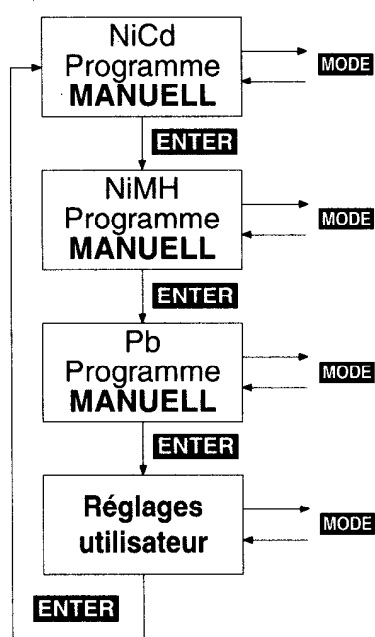 NiCd
Programme
MANUELL
MODE
ENTER
NiMH
Programme
MANUELL
MODE
ENTER
Pb
Programme
MANUELL
MODE
ENTER
Réglages
utilisateur
MODE
ENTER